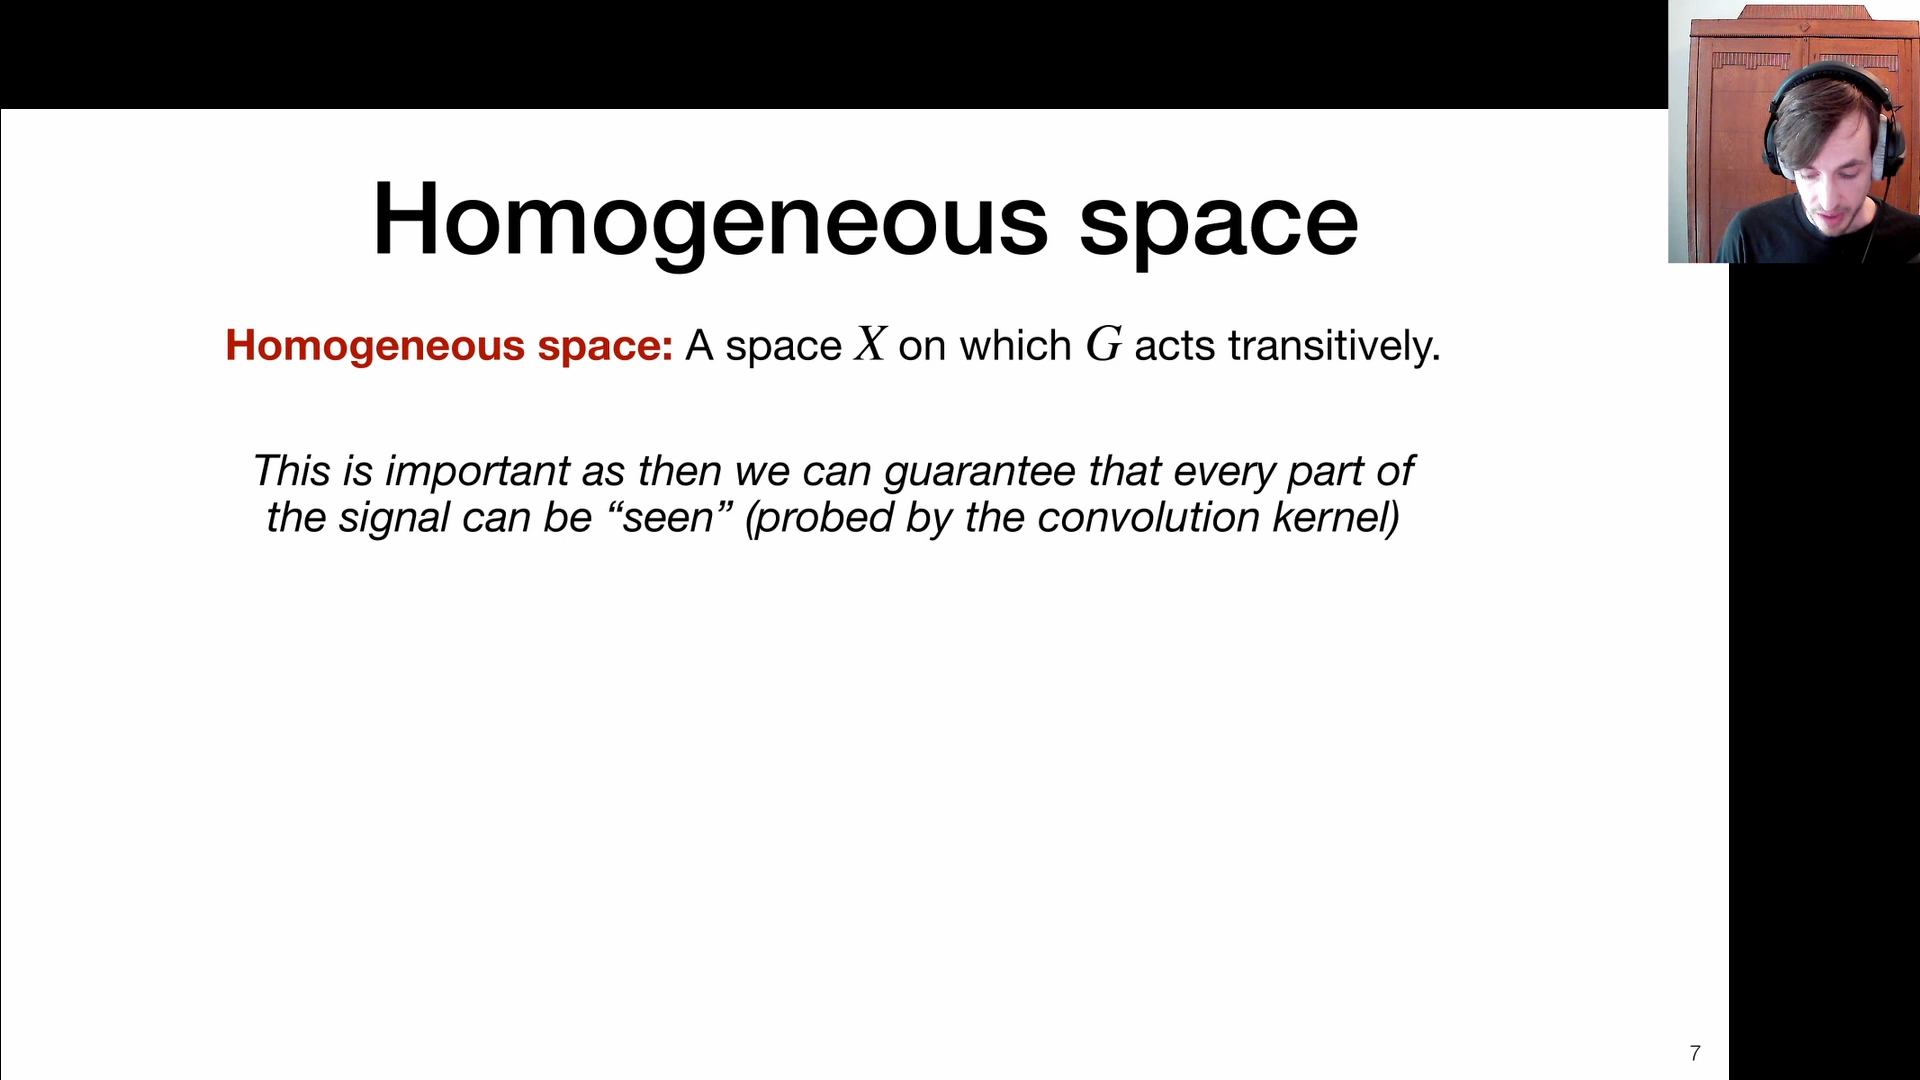 Homogeneous space
Homogeneous space: A space X on which G acts transitively.
This is important as then we can guarantee that every part of
the signal can be “seen” (probed by the convolution kernel)
7